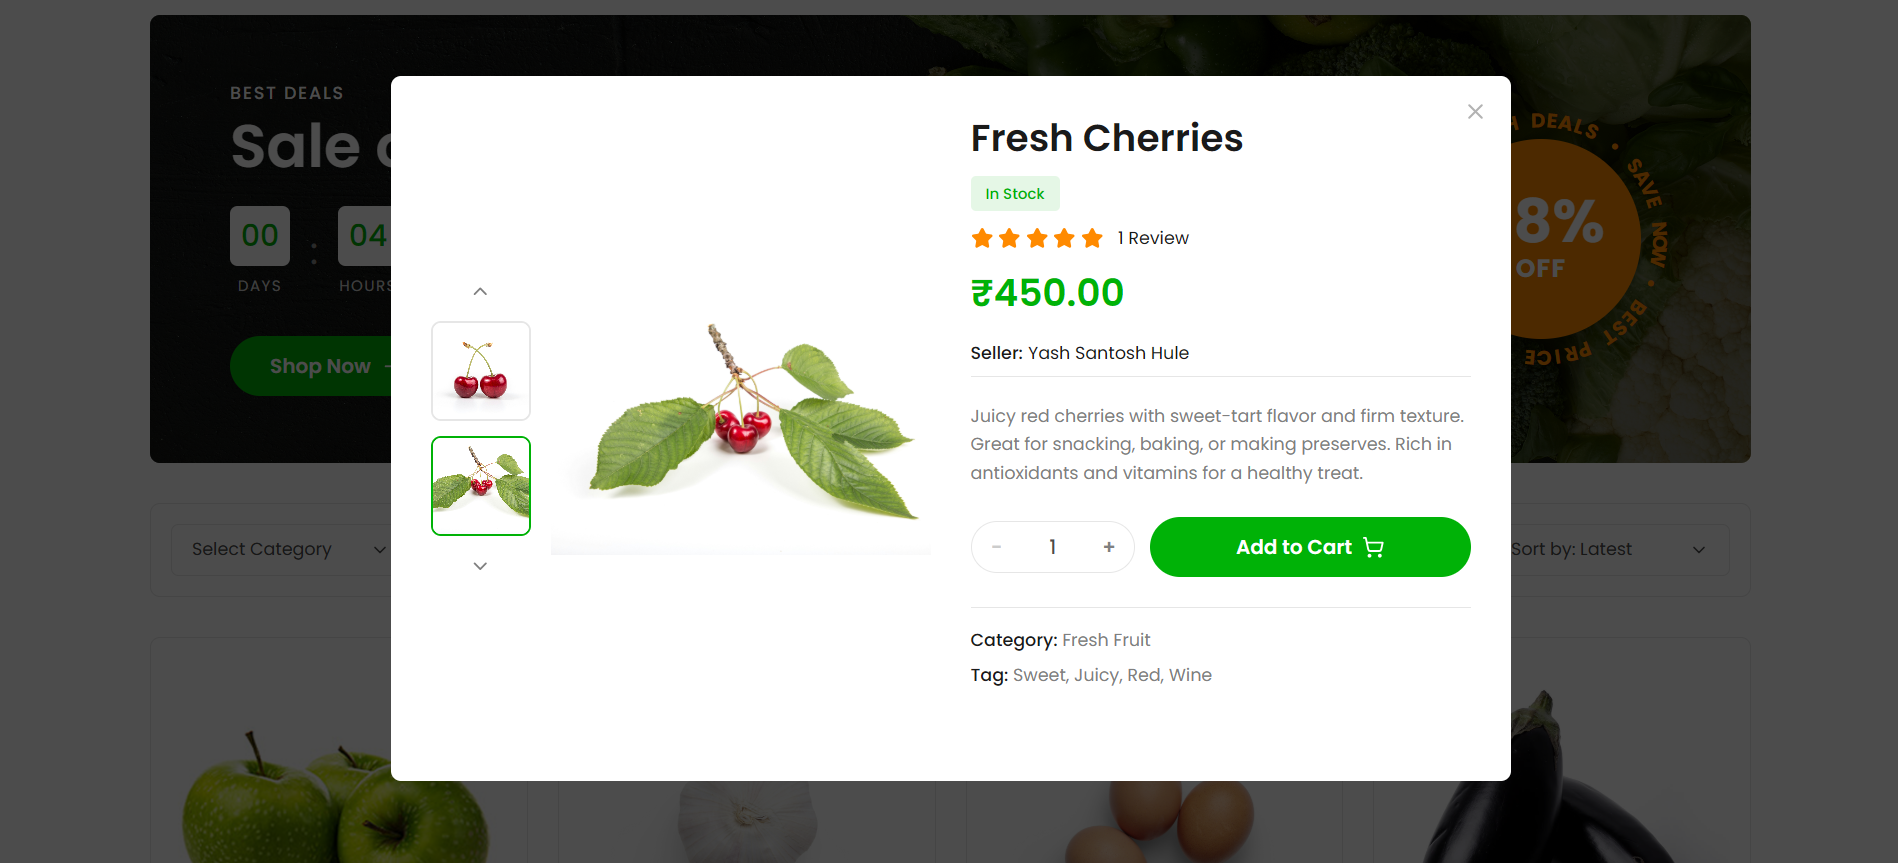 BEST DEALS
Sale
00
:
04
DAYS
HOURS
Shop Now
Fresh Cherries
In Stock
1 Review
₹450.00
Seller: Yash Santosh Hule
Juicy red cherries with sweet-tart flavor and firm texture.
Great for snacking, baking, or making preserves. Rich in
antioxidants and vitamins for a healthy treat.
- 1 +
Add to Cart
Category: Fresh Fruit
Tag: Sweet, Juicy, Red, Wine
DEALS • SAVE NOW • BEST PRICE
8%
OFF
Select Category
Sort by: Latest